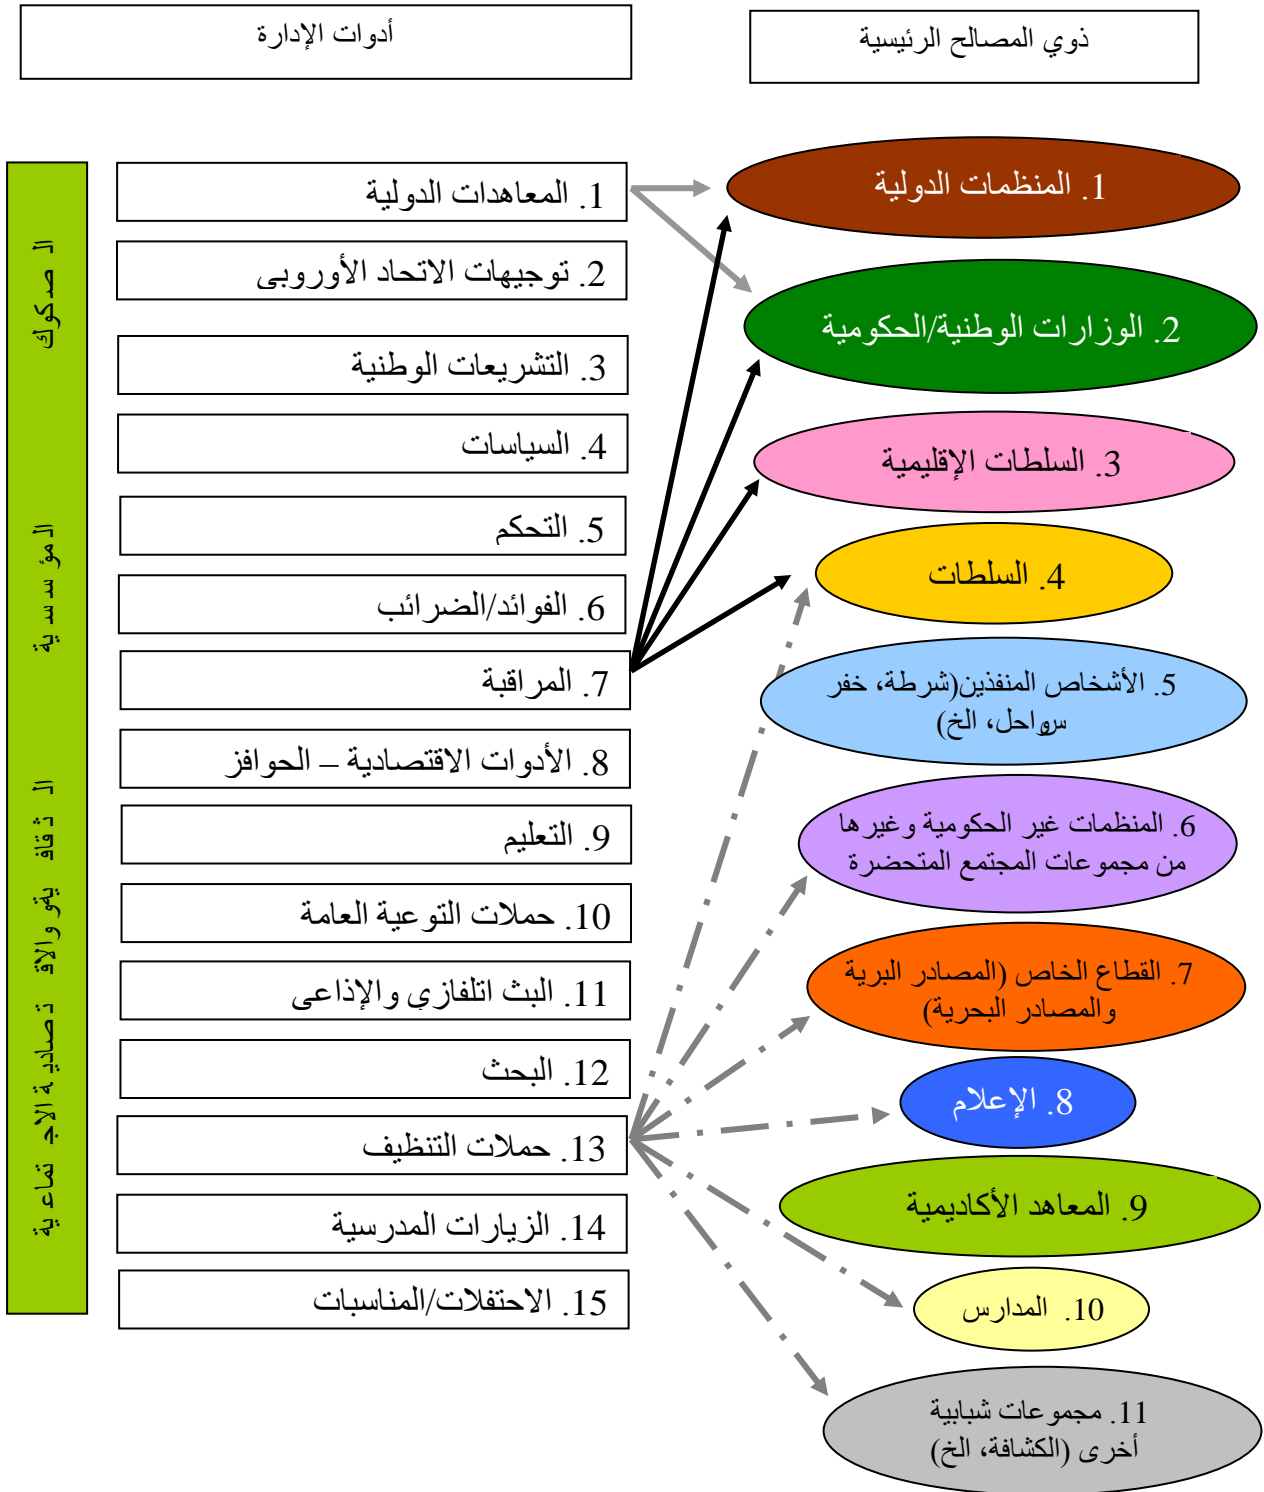 ذوي المصالح الرئيسية
أدوات الإدارة
1. المنظمات الدولية
2. الوزارات الوطنية/الحكومية
3. السلطات الإقليمية
4. السلطات
5. الأشخاص المنفذين(شرطة، خفر
سواحل، الخ)
6. المنظمات غير الحكومية وغيرها
من مجموعات المجتمع المتحضرة
7. القطاع الخاص (المصادر البرية
والمصادر البحرية)
8. الإعلام
9. المعاهد الأكاديمية
10. المدارس
11. مجموعات شبابية
أخرى (الكشافة، الخ)
1. المعاهدات الدولية
2. توجيهات الاتحاد الأوروبي
3. التشريعات الوطنية
4. السياسات
5. التحكم
6. الفوائد/الضرائب
7. المراقبة
8. الأدوات الاقتصادية – الحوافز
9. التعليم
10. حملات التوعية العامة
11. البث اتلفازي والإذاعي
12. البحث
13. حملات التنظيف
14. الزيارات المدرسية
15. الاحتفلات/المناسبات
الصكوك المؤسسية